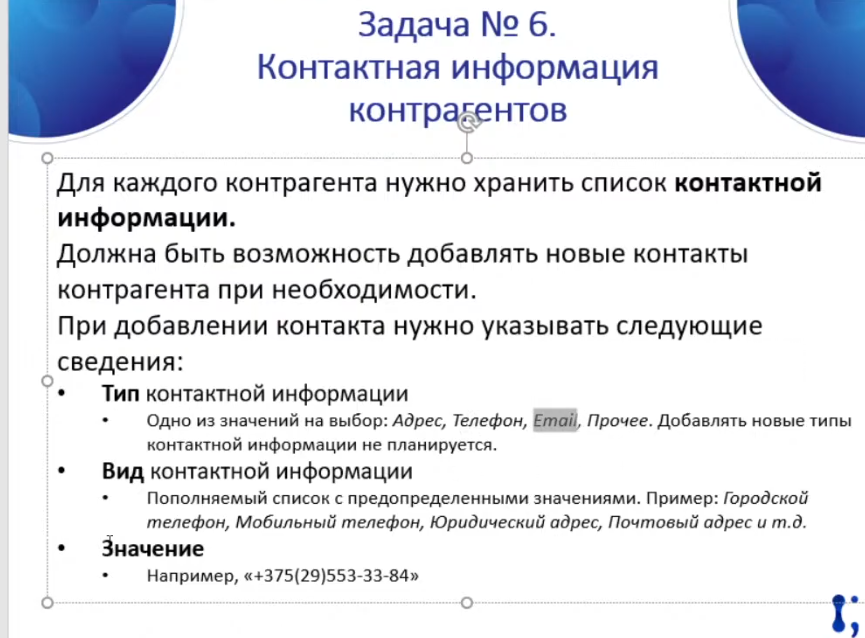 Задача № 6.
Контактная информация
контрагентов
Для каждого контрагента нужно хранить список контактной
информации.
Должна быть возможность добавлять новые контакты
контрагента при необходимости.
При добавлении контакта нужно указывать следующие
сведения:
• Тип контактной информации
• Одно из значений на выбор: Адрес, Телефон, Email, Прочее. Добавлять новые типы
контактной информации не планируется.
• Вид контактной информации
• Пополняемый список с предопределенными значениями. Пример: Городской
телефон, Мобильный телефон, Юридический адрес, Почтовый адрес и т.д.
• Значение
• Например, «+375(29)553-33-84»